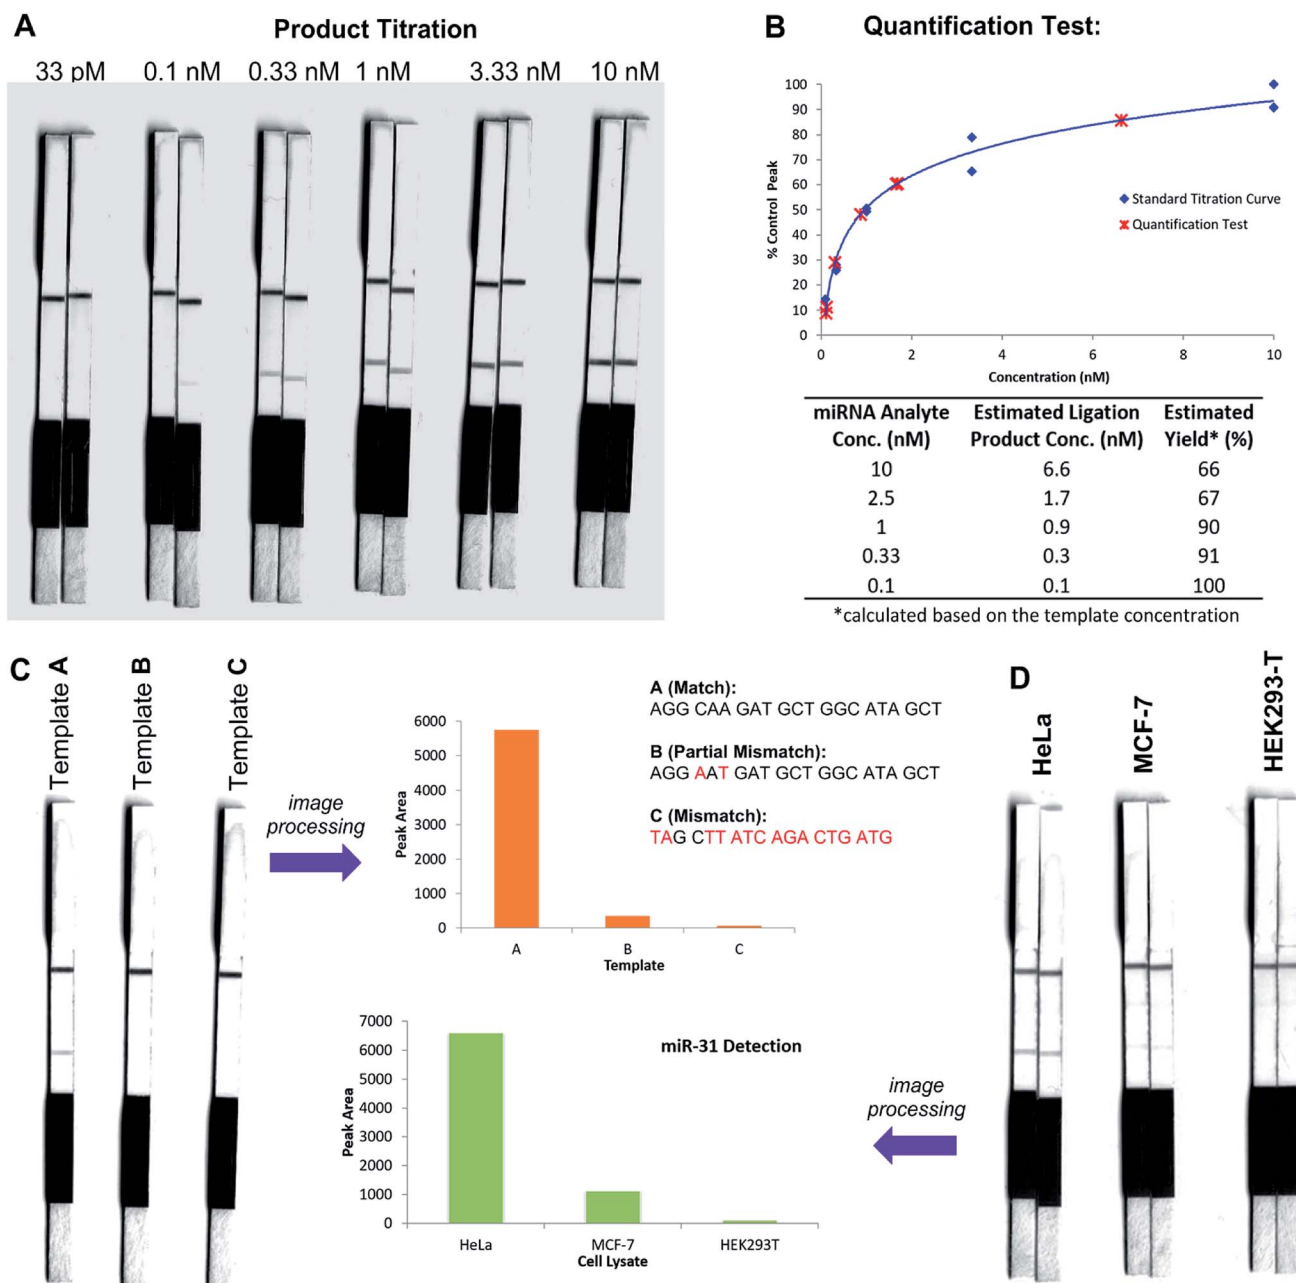 A
Product Titration
33 pM 0.1 nM 0.33 nM 1 nM 3.33 nM 10 nM
B
Quantification Test:
100
90
80
70
60
50
40
30
20
10
0
% Control Peak
0 2 4 6 8 10
Concentration (nM)
Standard Titration Curve
Quantification Test
miRNA Analyte Estimated Ligation Estimated
Conc. (nM) Product Conc. (nM) Yield* (%)
10 6.6 66
2.5 1.7 67
1 0.9 90
0.33 0.3 91
0.1 0.1 100
*calculated based on the template concentration
C
Template A
Template B
Template C
image
processing
6000
5000
4000
3000
2000
1000
0
Peak Area
A B C
Template
A (Match):
AGG CAA GAT GCT GGC ATA GCT
B (Partial Mismatch):
AGG AAT GAT GCT GGC ATA GCT
C (Mismatch):
TAG CTT ATC AGA CTG ATG
7000
6000
5000
4000
3000
2000
1000
0
Peak Area
miR-31 Detection
HeLa MCF-7 HEK293T
Cell Lysate
image
processing
D
HeLa
MCF-7
HEK293-T